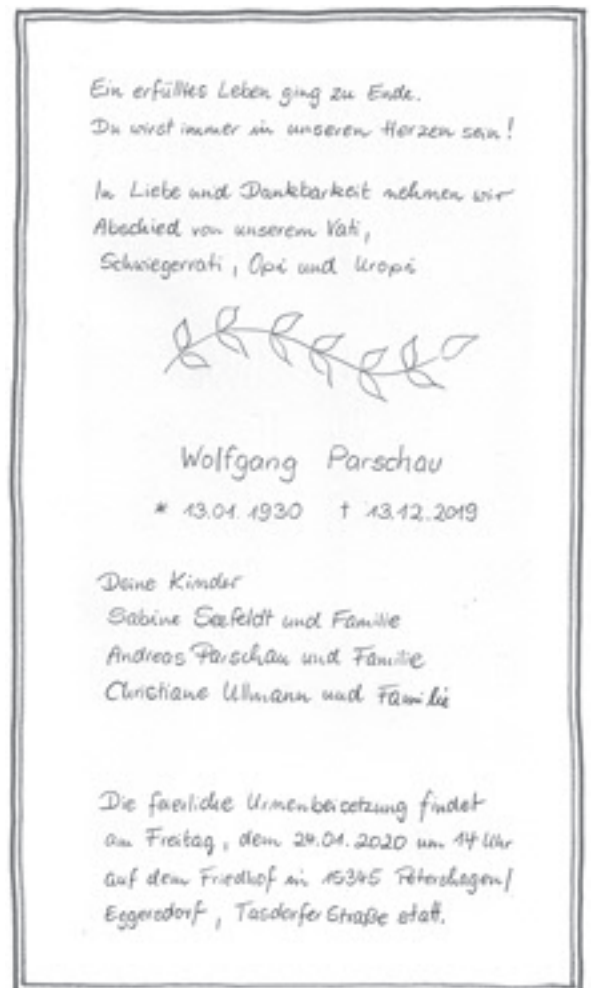 Ein erfülltes Leben ging zu Ende.
Du wirst immer in unseren Herzen sein!
In Liebe und Dankbarkeit nehmen wir
Abschied von unserem Vati,
Schwiegervati, Opi und Uropi
Wolfgang Parschau
* 13.01.1930 † 13.12.2019
Deine Kinder
Sabine Seefeldt und Familie
Andreas Parschau und Familie
Christiane Ullmann und Familie
Die feierliche Urnenbeisetzung findet
am Freitag, dem 24.01.2020 um 14 Uhr
auf dem Friedhof in 15345 Petershagen/
Eggersdorf, Tasdorfer Straße statt.